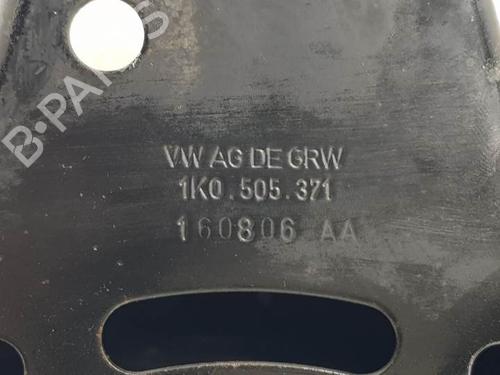 B-PARTS
VW AG DE GRW
1K0.505.371
160806 AA